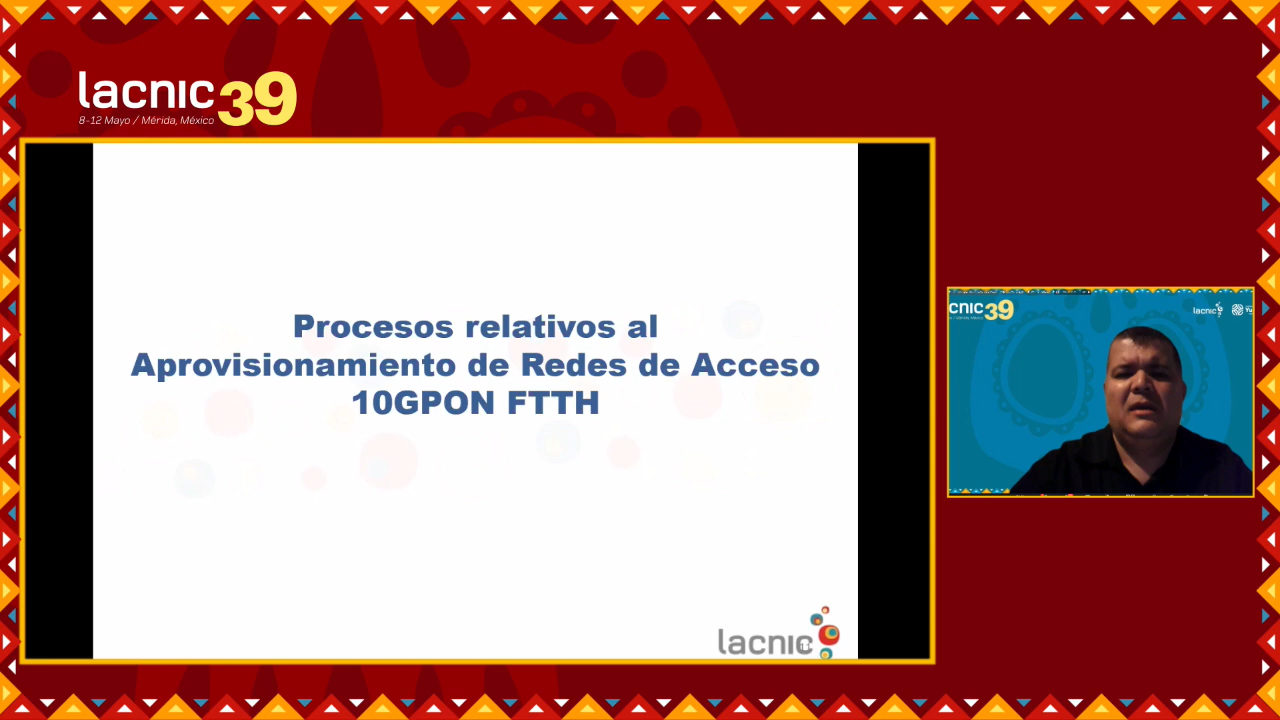 lacnic39
8-12 Mayo / Mérida, México
Procesos relativos al
Aprovisionamiento de Redes de Acceso
10GPON FTTH
lacnic
cnic39
lacnic